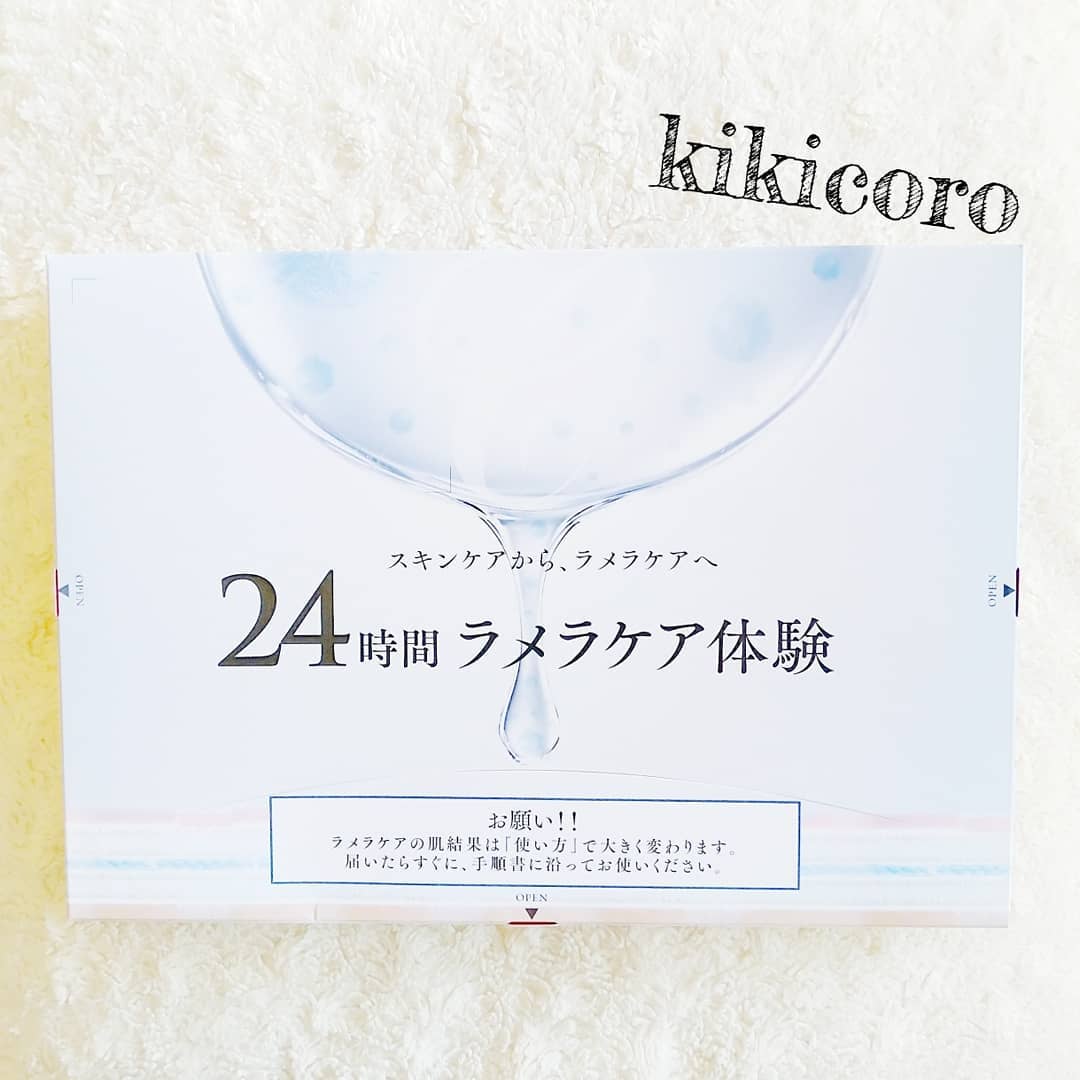 kikicoro
スキンケアから、ラメラケアへ
24時間 ラメラケア体験
OPEN
OPEN
お願い!!
ラメラケアの肌結果は「使い方」で大きく変わります。
届いたらすぐに、手順書に沿ってお使いください。
OPEN